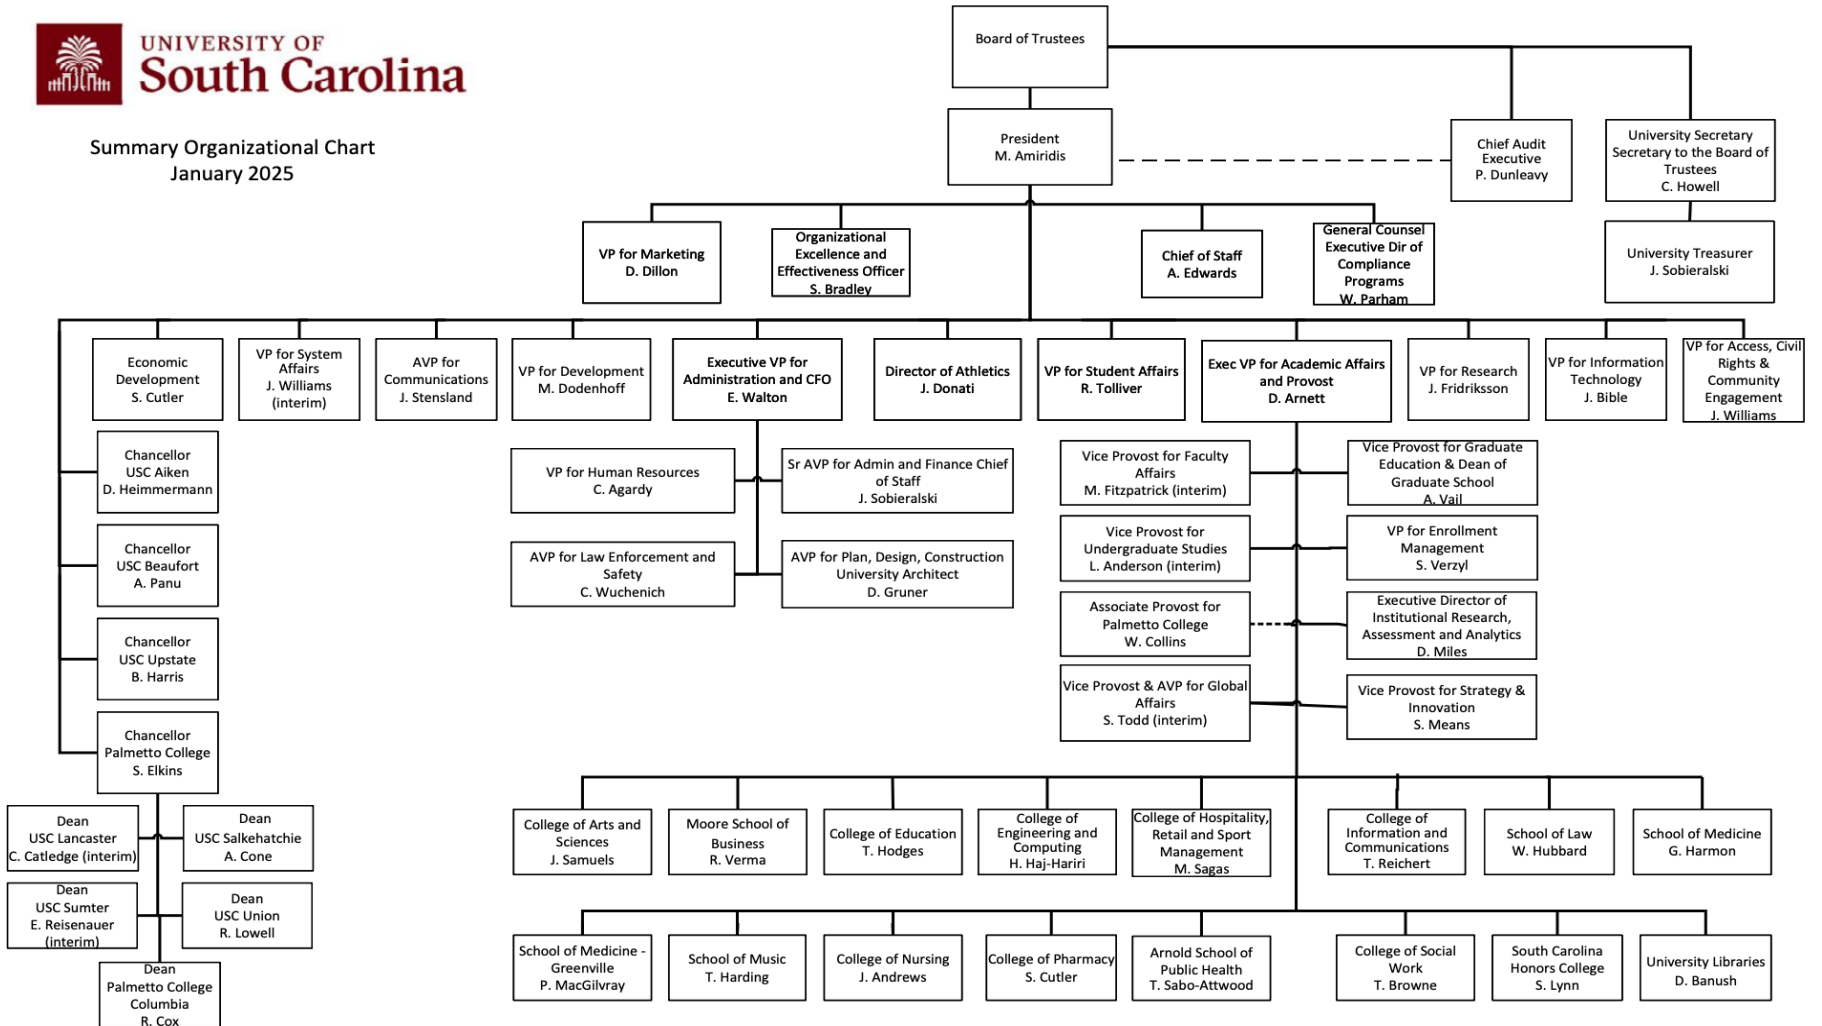 UNIVERSITY OF
South Carolina
Summary Organizational Chart
January 2025
Board of Trustees
President
M. Amiridis
Chief Audit
Executive
P. Dunleavy
University Secretary
Secretary to the Board of
Trustees
C. Howell
University Treasurer
J. Sobieralski
VP for Marketing
D. Dillon
Organizational
Excellence and
Effectiveness Officer
S. Bradley
Chief of Staff
A. Edwards
General Counsel
Executive Dir of
Compliance
Programs
W. Parham
Economic
Development
S. Cutler
VP for System
Affairs
J. Williams
(interim)
AVP for
Communications
J. Stensland
VP for Development
M. Dodenhoff
Executive VP for
Administration and CFO
E. Walton
Director of Athletics
J. Donati
VP for Student Affairs
R. Tolliver
Exec VP for Academic Affairs
and Provost
D. Arnett
VP for Research
J. Fridriksson
VP for Information
Technology
J. Bible
VP for Access, Civil
Rights &
Community
Engagement
J. Williams
Chancellor
USC Aiken
D. Heimmermann
Chancellor
USC Beaufort
A. Panu
Chancellor
USC Upstate
B. Harris
Chancellor
Palmetto College
S. Elkins
VP for Human Resources
C. Agardy
Sr AVP for Admin and Finance Chief
of Staff
J. Sobieralski
AVP for Law Enforcement and
Safety
C. Wuchenich
AVP for Plan, Design, Construction
University Architect
D. Gruner
Vice Provost for Faculty
Affairs
M. Fitzpatrick (interim)
Vice Provost for Graduate
Education & Dean of
Graduate School
A. Vail
Vice Provost for
Undergraduate Studies
L. Anderson (interim)
VP for Enrollment
Management
S. Verzyl
Associate Provost for
Palmetto College
W. Collins
Executive Director of
Institutional Research,
Assessment and Analytics
D. Miles
Vice Provost & AVP for Global
Affairs
S. Todd (interim)
Vice Provost for Strategy &
Innovation
S. Means
Dean
USC Lancaster
C. Catledge (interim)
Dean
USC Salkehatchie
A. Cone
Dean
USC Sumter
E. Reisenauer
(interim)
Dean
USC Union
R. Lowell
Dean
Palmetto College
Columbia
R. Cox
College of Arts and
Sciences
J. Samuels
Moore School of
Business
R. Verma
College of Education
T. Hodges
College of
Engineering and
Computing
H. Haj-Hariri
College of Hospitality,
Retail and Sport
Management
M. Sagas
College of
Information and
Communications
T. Reichert
School of Law
W. Hubbard
School of Medicine
G. Harmon
School of Medicine -
Greenville
P. MacGilvray
School of Music
T. Harding
College of Nursing
J. Andrews
College of Pharmacy
S. Cutler
Arnold School of
Public Health
T. Sabo-Attwood
College of Social
Work
T. Browne
South Carolina
Honors College
S. Lynn
University Libraries
D. Banush